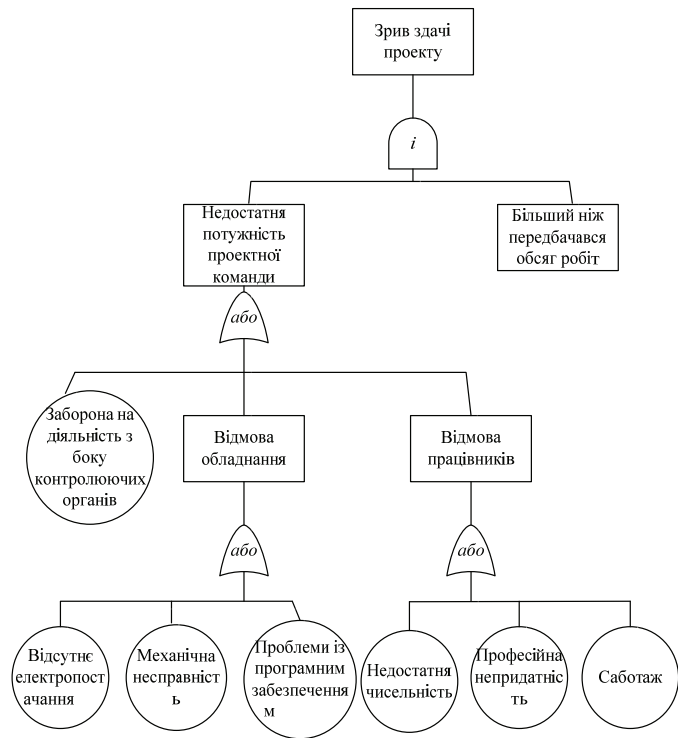 Зрив здачі
проекту
і
Недостатня
потужність
проектної
команди
Більший ніж
передбачався
обсяг робіт
або
Заборона на
діяльність з
боку
контролюючих
органів
Відмова
обладнання
Відмова
працівників
або
або
Відсутнє
електропост
ачання
Механічна
несправніст
ь
Проблеми із
програмним
забезпечення
м
Недостатня
чисельність
Професійна
непридатніс
ть
Саботаж